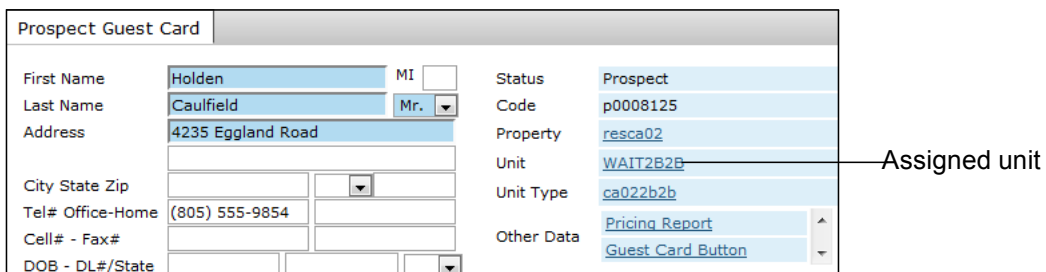 Prospect Guest Card
First Name Holden MI Status Prospect
Last Name Caulfield Mr. Code p0008125
Address 4235 Eggland Road Property resca02
Unit WAIT2B2B Assigned unit
City State Zip Unit Type ca022b2b
Tel# Office-Home (805) 555-9854 Pricing Report
Cell# - Fax# Other Data
Guest Card Button
DOB - DL#/State